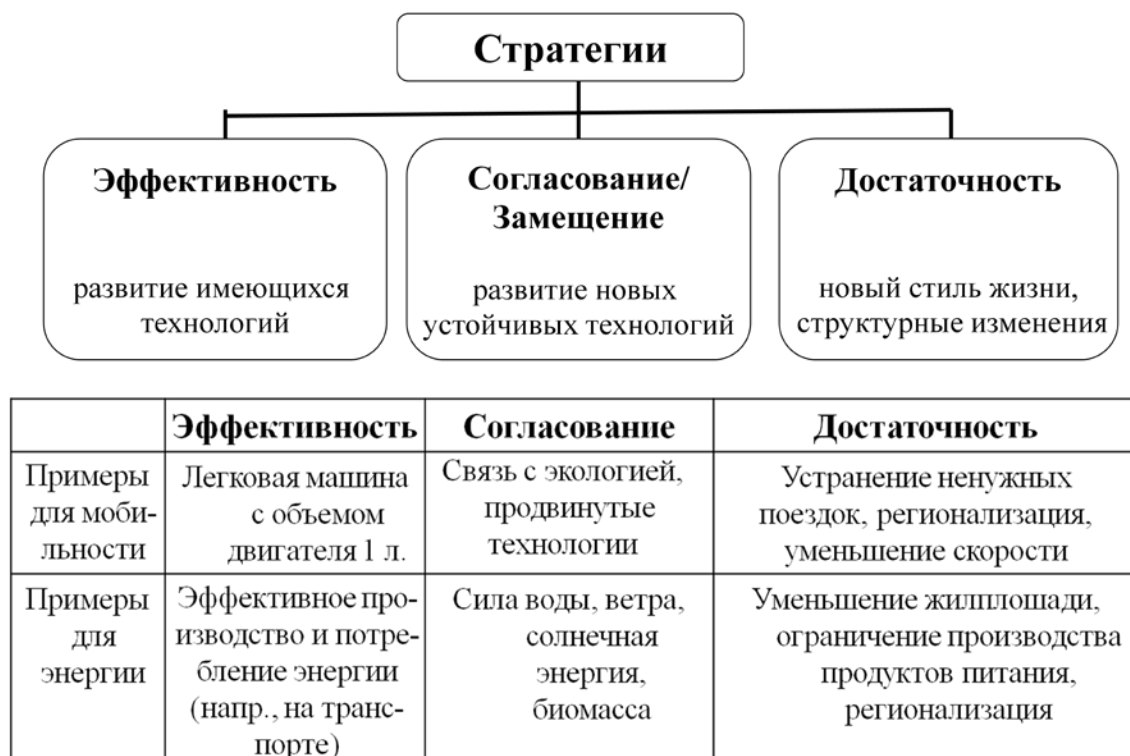 Стратегии
Эффективность
развитие имеющихся
технологий
Согласование/
Замещение
развитие новых
устойчивых технологий
Достаточность
новый стиль жизни,
структурные изменения
Эффективность
Согласование
Достаточность
Примеры
для моби-
льности
Легковая машина
с объемом
двигателя 1 л.
Связь с экологией,
продвинутые
технологии
Устранение ненужных
поездок, регионализация,
уменьшение скорости
Примеры
для
энергии
Эффективное про-
изводство и потре-
бление энергии
(напр., на транс-
порте)
Сила воды, ветра,
солнечная
энергия,
биомасса
Уменьшение жилплошади,
ограничение производства
продуктов питания,
регионализация